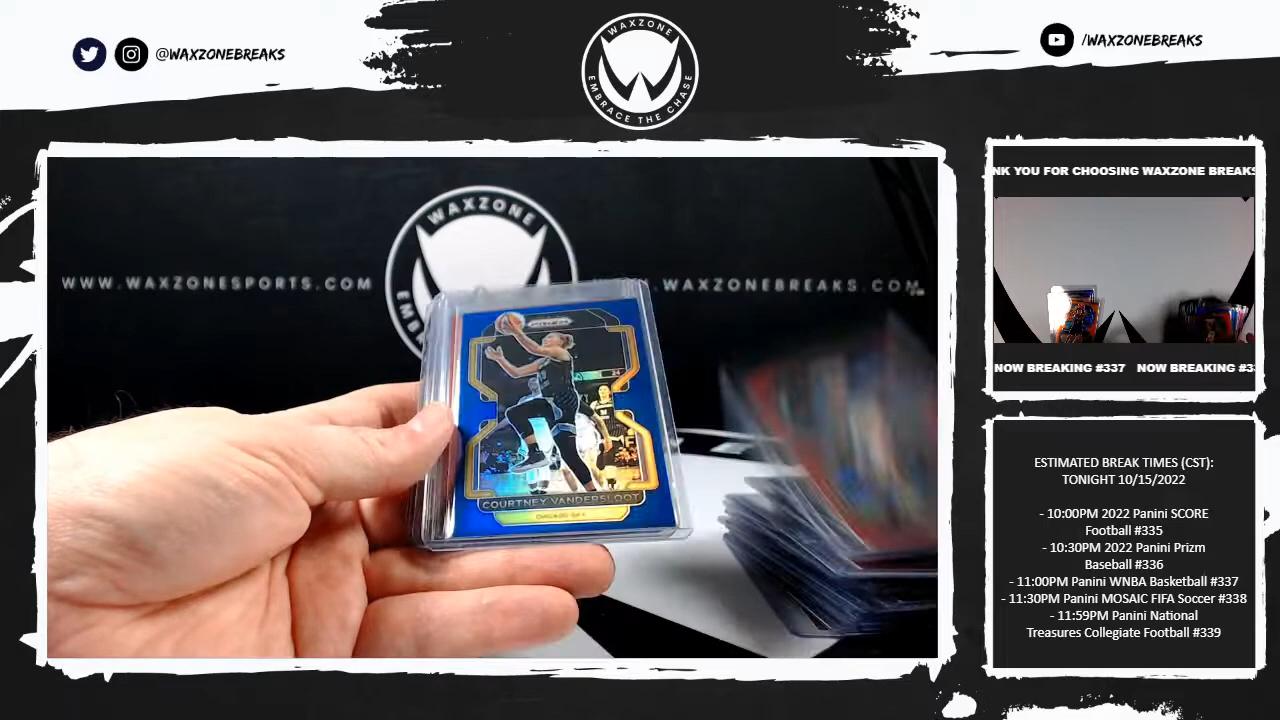 @WAXZONEBREAKS
WAXZONE
EMBRACE THE CHASE
/WAXZONEBREAKS
NK YOU FOR CHOOSING WAXZONE BREAKS
NOW BREAKING #337 NOW BREAKING #33
WAXZONE
WWW.WAXZONESPORTS.COM
.WAXZONEBREAKS.COM
EM
PRIZM
COURTNEY VANDERSLOOT
CHICAGO SKY
ESTIMATED BREAK TIMES (CST):
TONIGHT 10/15/2022
- 10:00PM 2022 Panini SCORE
Football #335
- 10:30PM 2022 Panini Prizm
Baseball #336
- 11:00PM Panini WNBA Basketball #337
- 11:30PM Panini MOSAIC FIFA Soccer #338
- 11:59PM Panini National
Treasures Collegiate Football #339